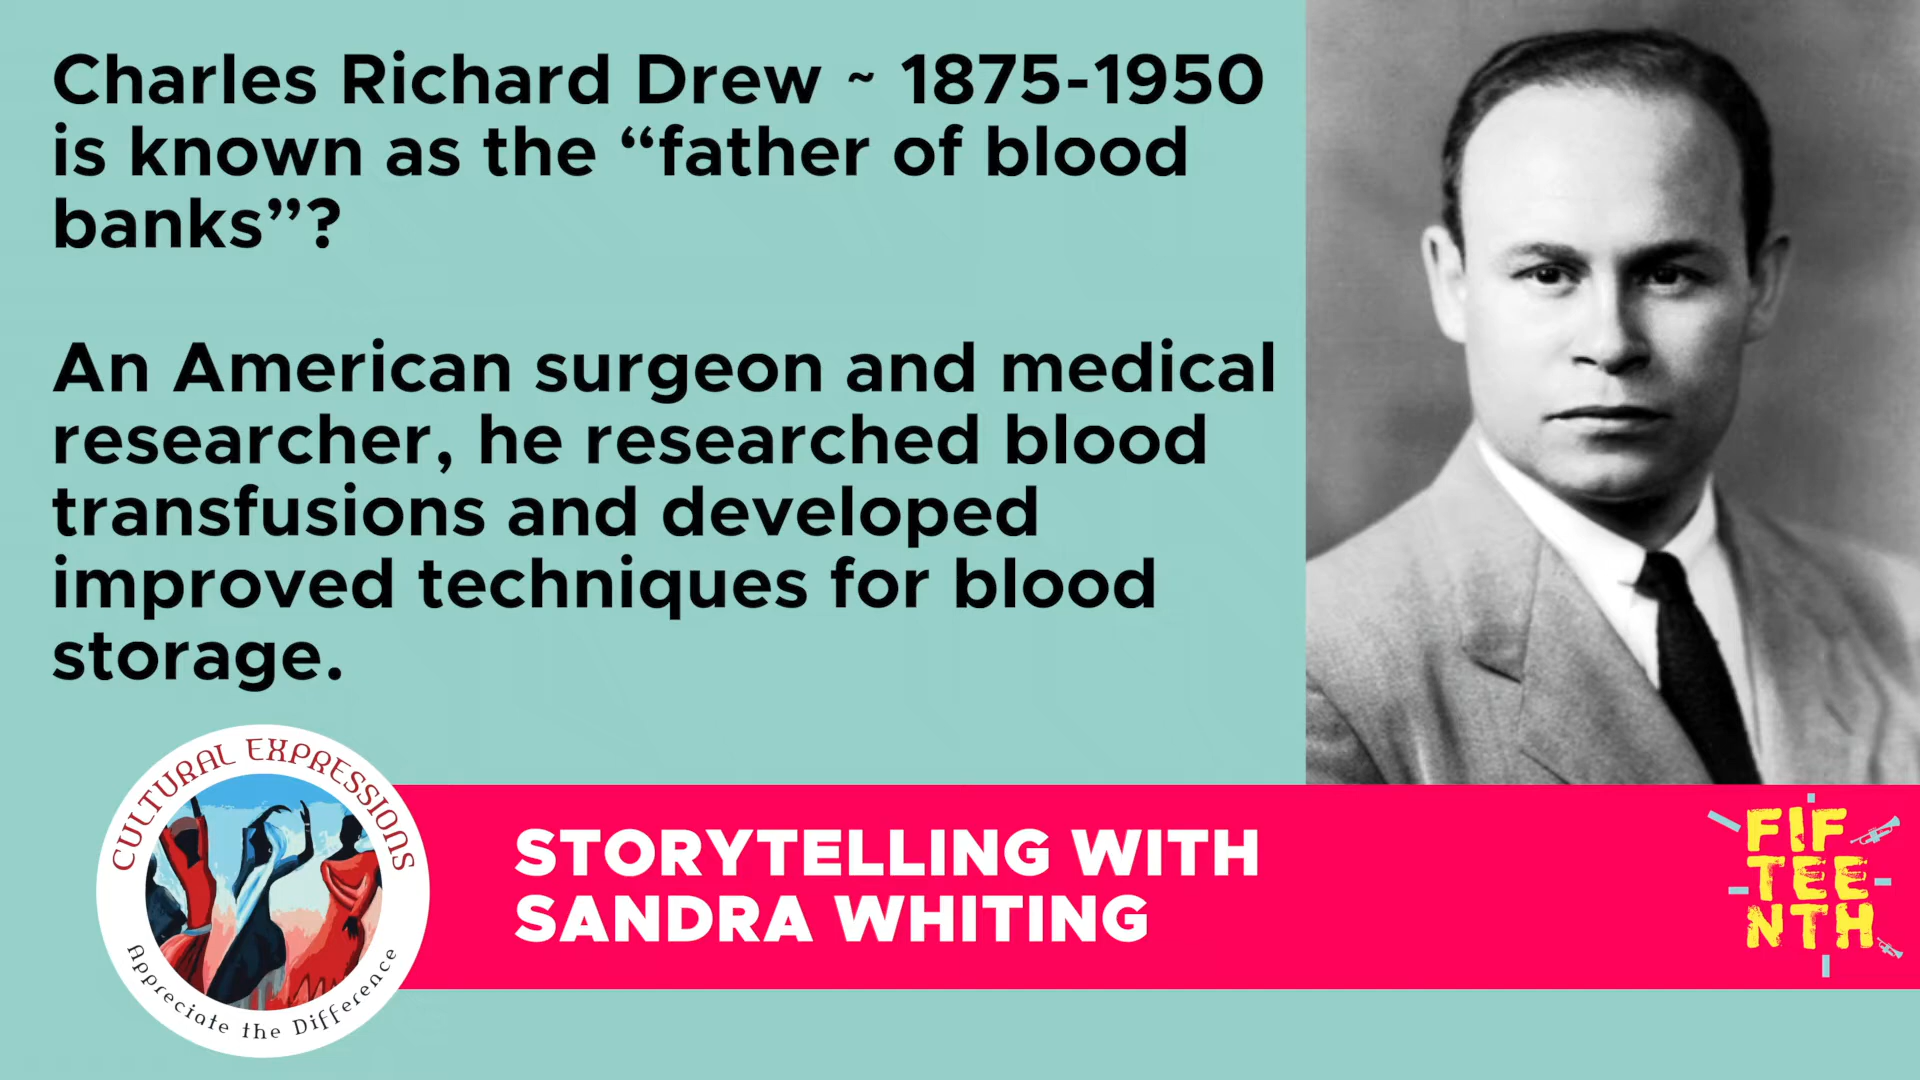 Charles Richard Drew ~ 1875-1950
is known as the “father of blood
banks”?
An American surgeon and medical
researcher, he researched blood
transfusions and developed
improved techniques for blood
storage.
CULTURAL EXPRESSIONS
Appreciate the Difference
STORYTELLING WITH
SANDRA WHITING
FIF
TEE
NTH